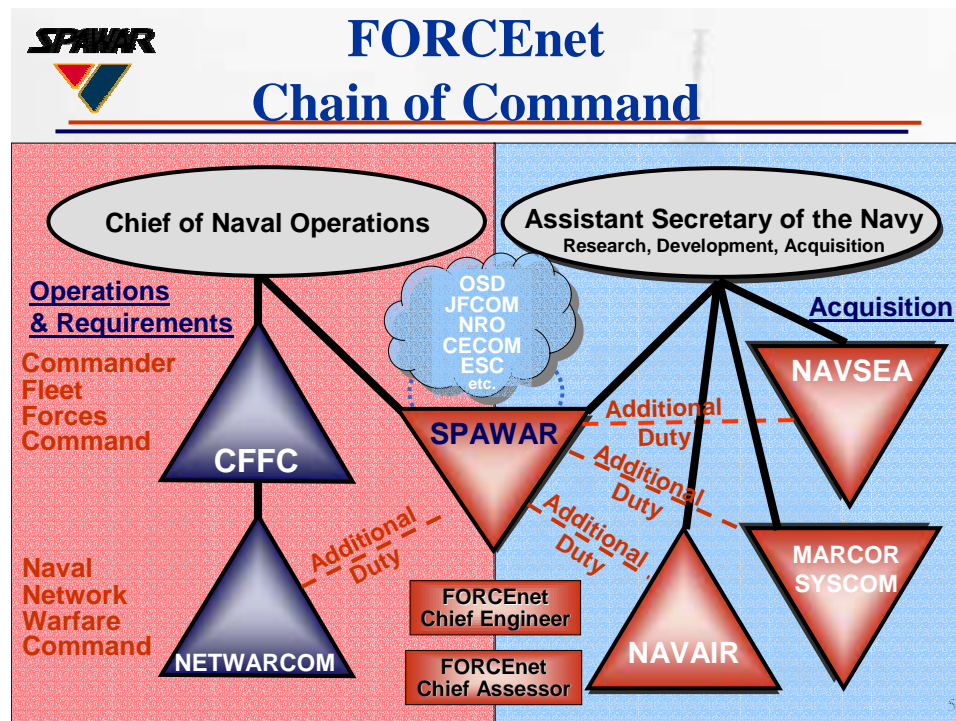 SPAWAR
FORCEnet
Chain of Command
Chief of Naval Operations
Assistant Secretary of the Navy
Research, Development, Acquisition
OSD
JFCOM
NRO
CECOM
ESC
etc.
Operations
& Requirements
Acquisition
Commander
Fleet
Forces
Command
CFFC
SPAWAR
NAVSEA
Additional
Duty
Additional
Duty
Additional
Duty
Additional
Duty
MARCOR
SYSCOM
Naval
Network
Warfare
Command
NETWARCOM
NAVAIR
FORCEnet
Chief Engineer
FORCEnet
Chief Assessor
5